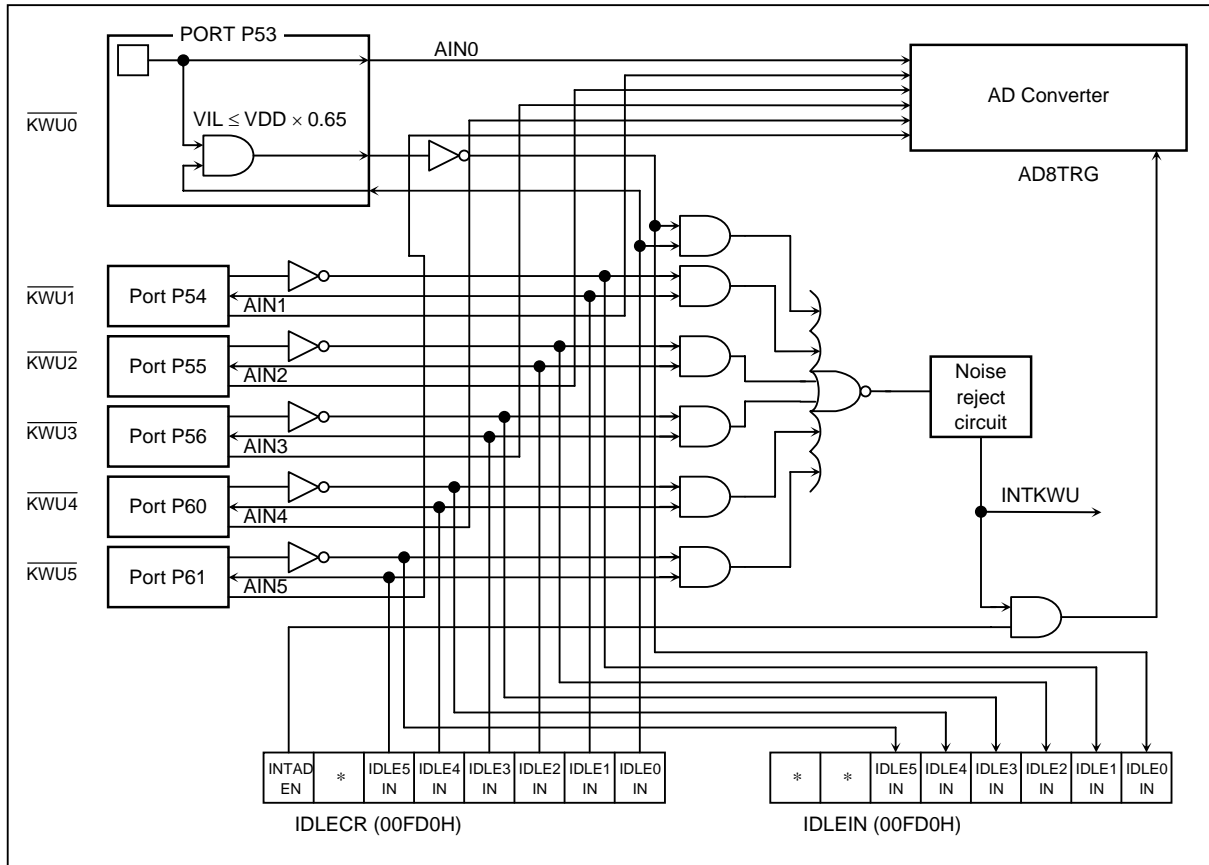 PORT P53
AIN0
AD Converter
KWU0
VIL ≤ VDD × 0.65
AD8TRG
KWU1
Port P54
AIN1
KWU2
Port P55
AIN2
Noise
reject
circuit
KWU3
Port P56
AIN3
KWU4
Port P60
AIN4
INTKWU
KWU5
Port P61
AIN5
INTAD
EN
*
IDLE5
IN
IDLE4
IN
IDLE3
IN
IDLE2
IN
IDLE1
IN
IDLE0
IN
*
*
IDLE5
IN
IDLE4
IN
IDLE3
IN
IDLE2
IN
IDLE1
IN
IDLE0
IN
IDLECR (00FD0H)
IDLEIN (00FD0H)